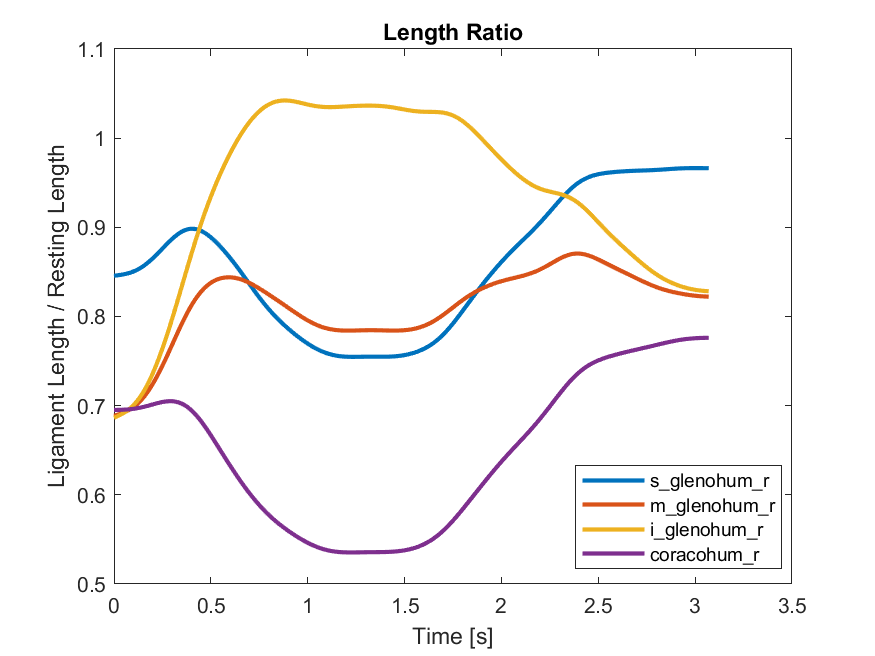 Length Ratio
Ligament Length / Resting Length
1.1
1
0.9
0.8
0.7
0.6
0.5
0
0.5
1
1.5
2
2.5
3
3.5
Time [s]
s_glenohum_r
m_glenohum_r
i_glenohum_r
coracohum_r